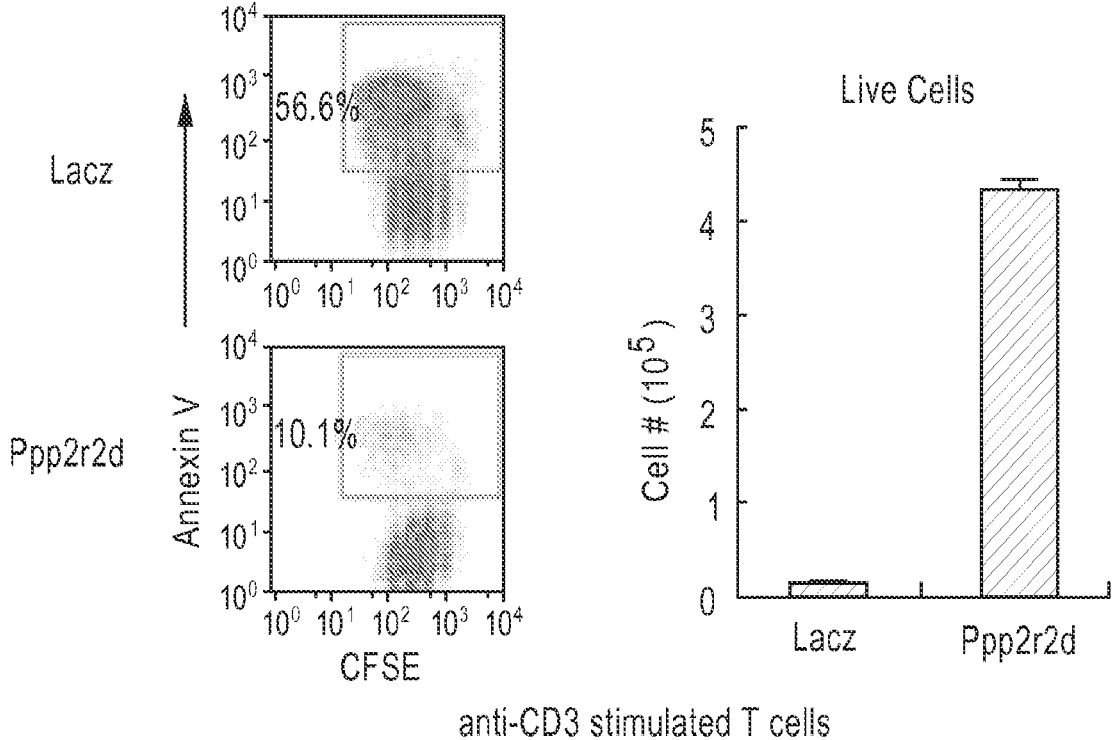 Lacz
Ppp2r2d
Annexin V
10⁴
10³
56.6%
10²
10¹
10⁰
10⁰ 10¹ 10² 10³ 10⁴
10⁴
10³
10.1%
10²
10¹
10⁰
10⁰ 10¹ 10² 10³ 10⁴
CFSE
Live Cells
Cell # (10⁵)
5
4
3
2
1
0
Lacz Ppp2r2d
anti-CD3 stimulated T cells